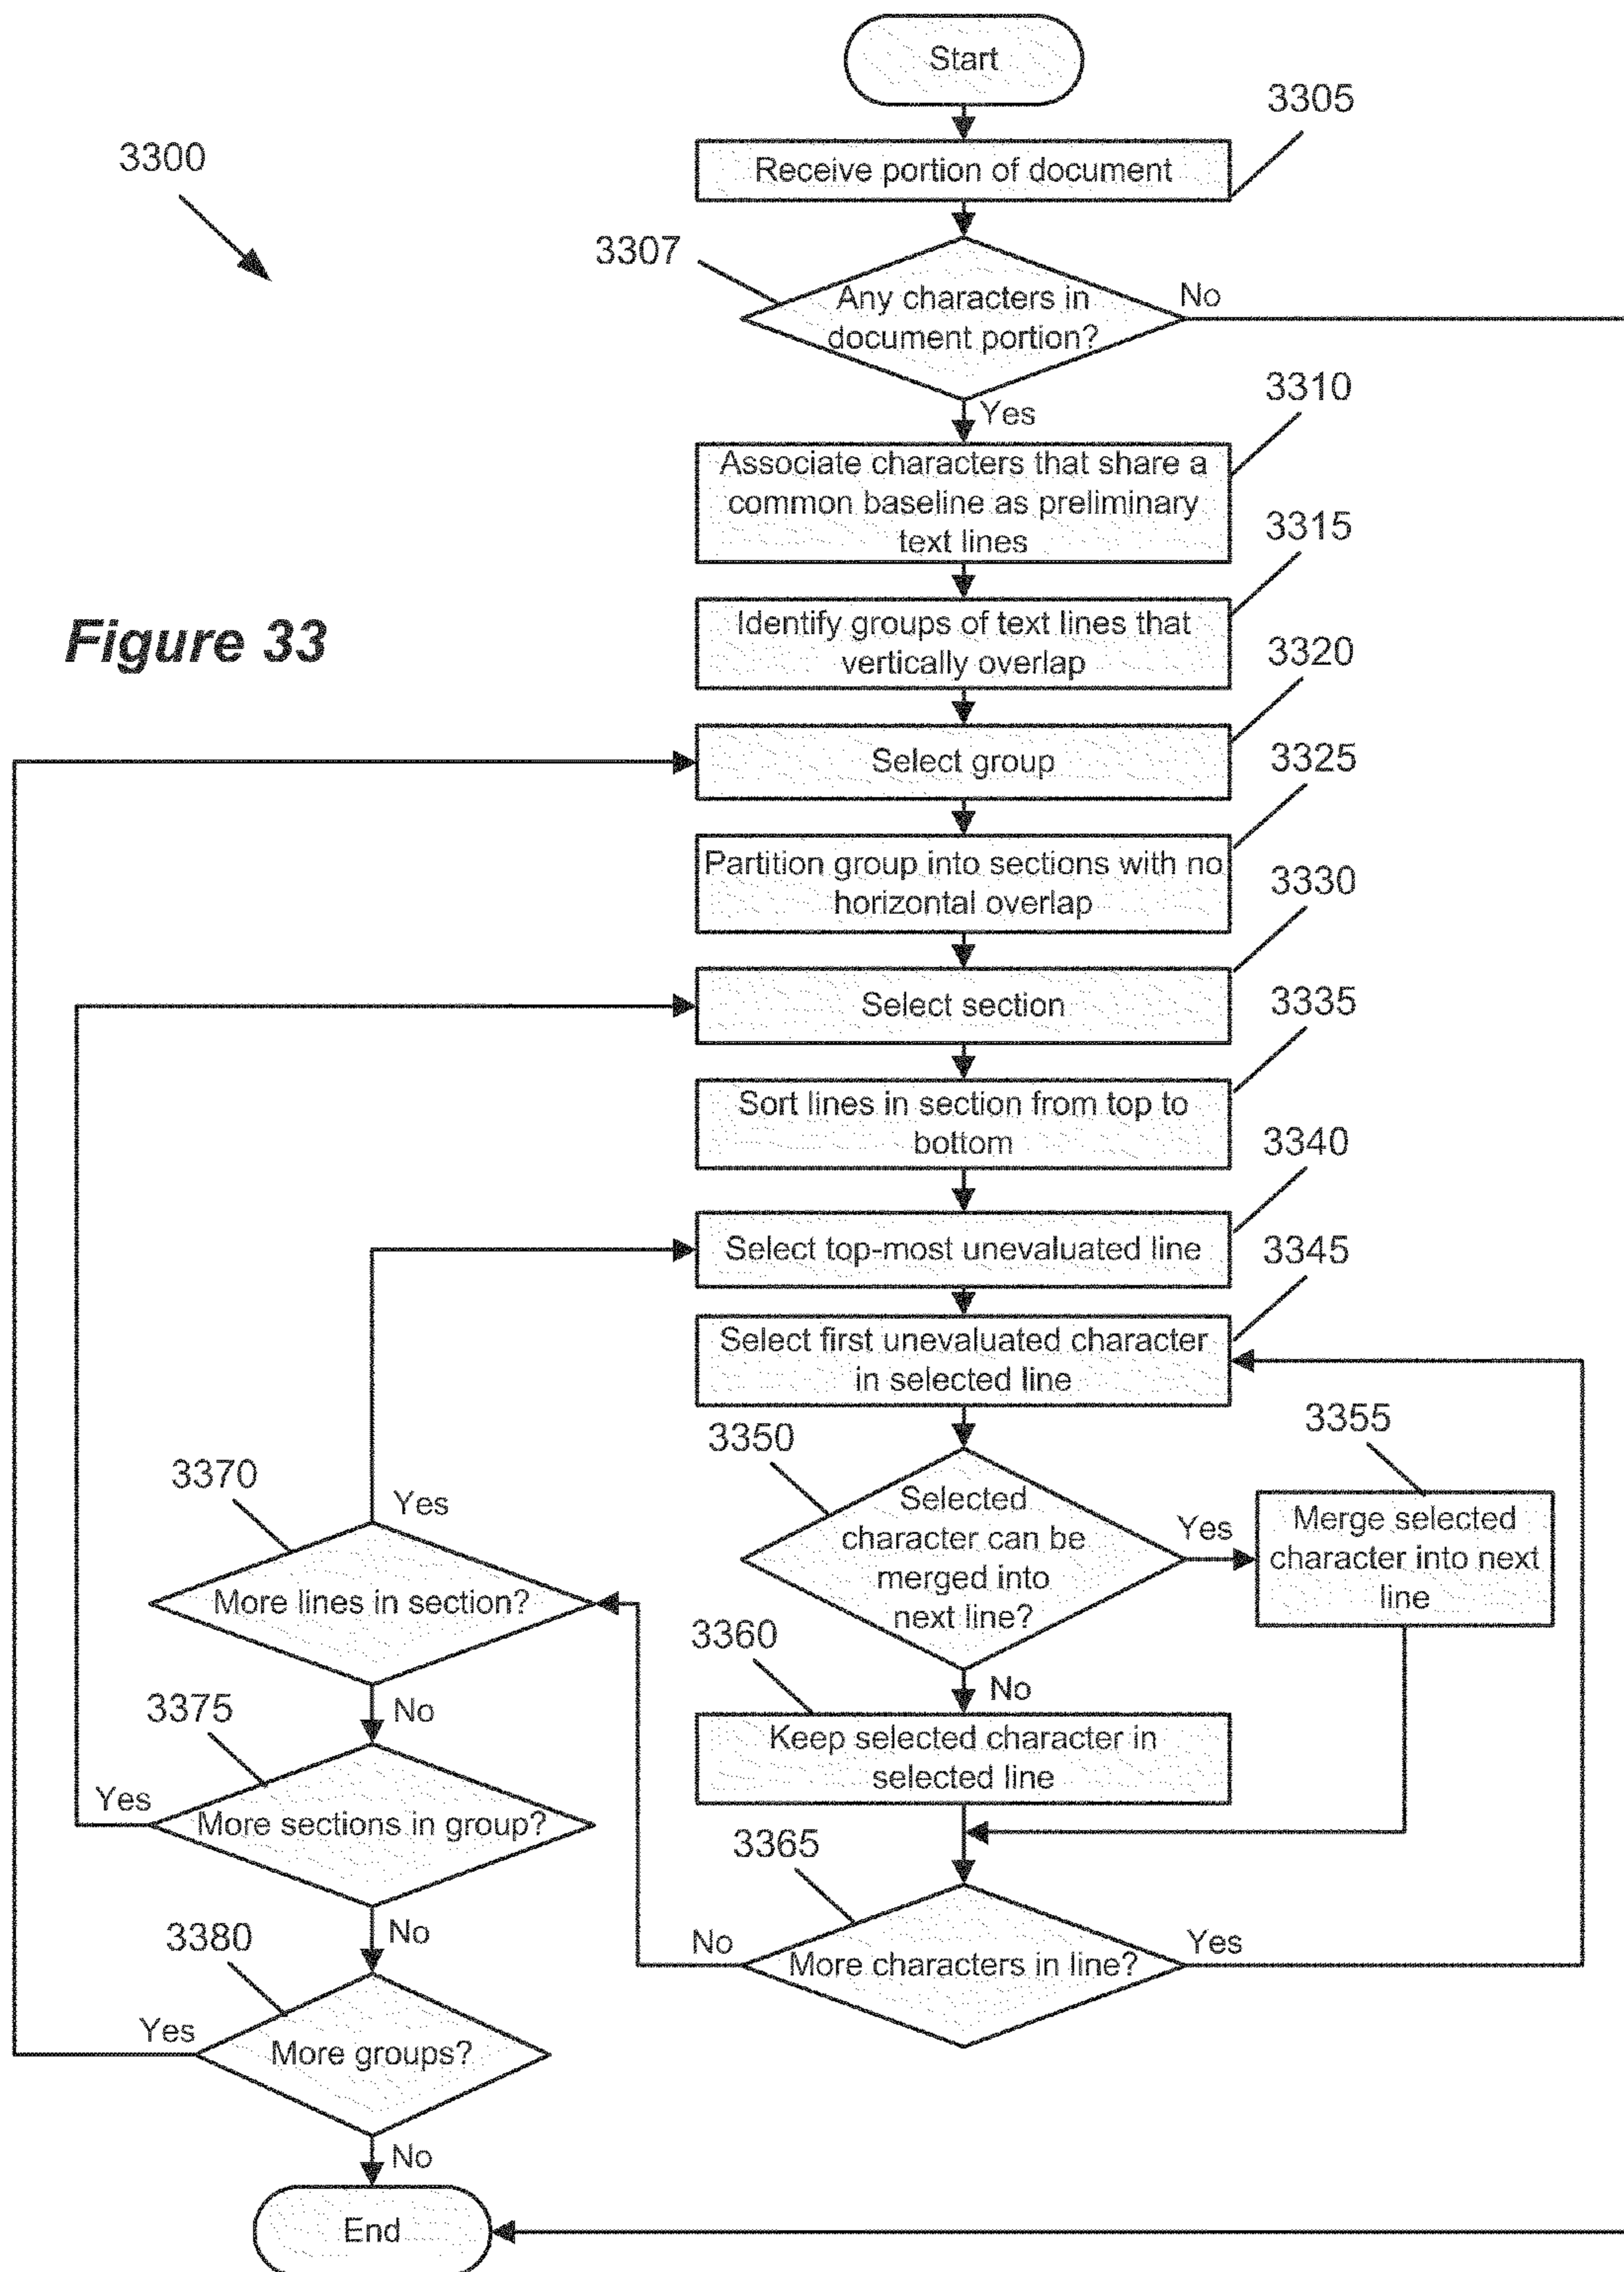 Start
3305
3300
Receive portion of document
3307
Any characters in
document portion?
No
Yes
3310
Associate characters that share a
common baseline as preliminary
text lines
3315
Figure 33
Identify groups of text lines that
vertically overlap
3320
Select group
3325
Partition group into sections with no
horizontal overlap
3330
Select section
3335
Sort lines in section from top to
bottom
3340
Select top-most unevaluated line
3345
Select first unevaluated character
in selected line
3350
Selected
character can be
merged into
next line?
Yes
3355
Merge selected
character into next
line
No
3360
Keep selected character in
selected line
3365
More characters in line?
Yes
No
3370
More lines in section?
Yes
No
3375
More sections in group?
Yes
No
3380
More groups?
Yes
No
End